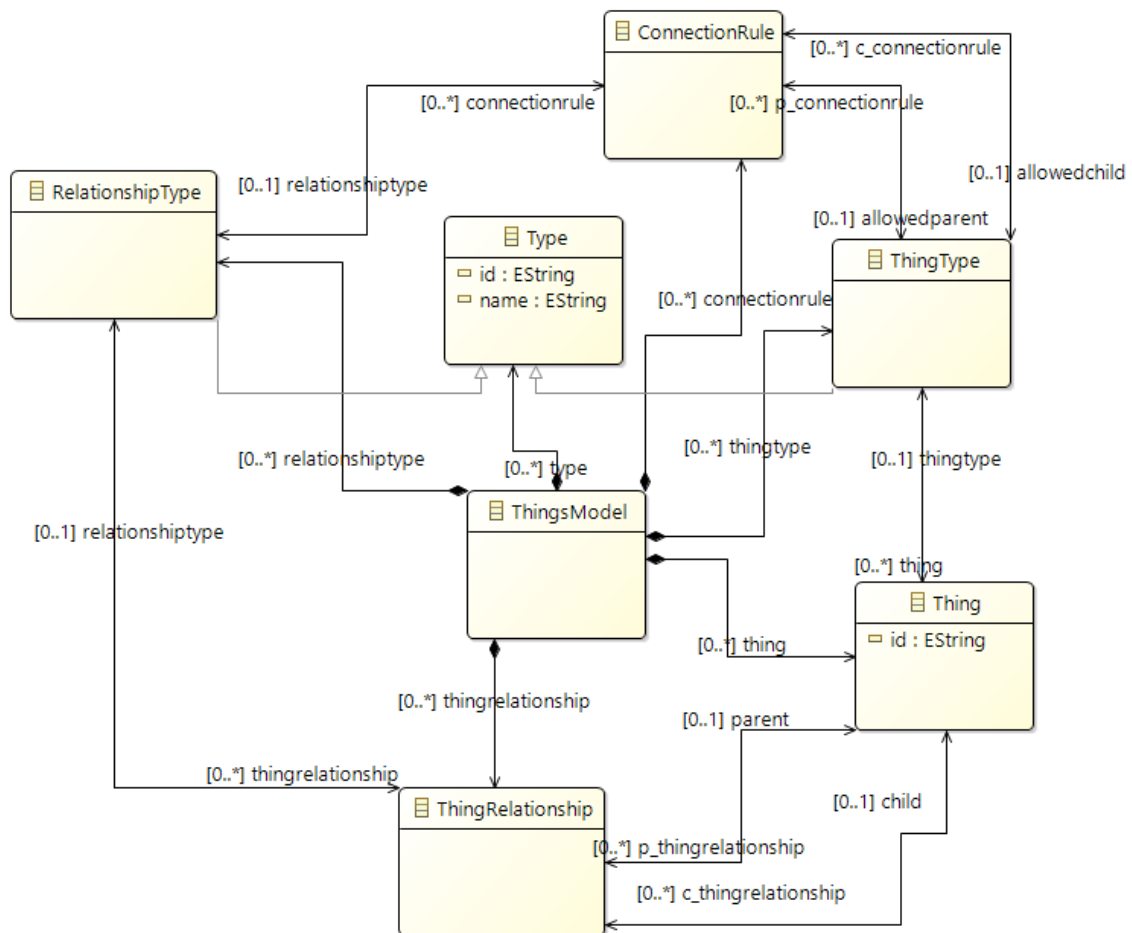 ConnectionRule
[0..*] c_connectionrule
[0..*] connectionrule
[0..*] p_connectionrule
[0..1] relationshiptype
[0..1] allowedchild
RelationshipType
[0..1] allowedparent
Type
id : EString
name : EString
ThingType
[0..*] connectionrule
[0..*] relationshiptype
[0..*] type
[0..*] thingtype
[0..1] thingtype
ThingsModel
[0..1] relationshiptype
[0..*] thing
Thing
id : EString
[0..*] thing
[0..*] thingrelationship
[0..1] parent
[0..*] thingrelationship
ThingRelationship
[0..1] child
[0..*] p_thingrelationship
[0..*] c_thingrelationship